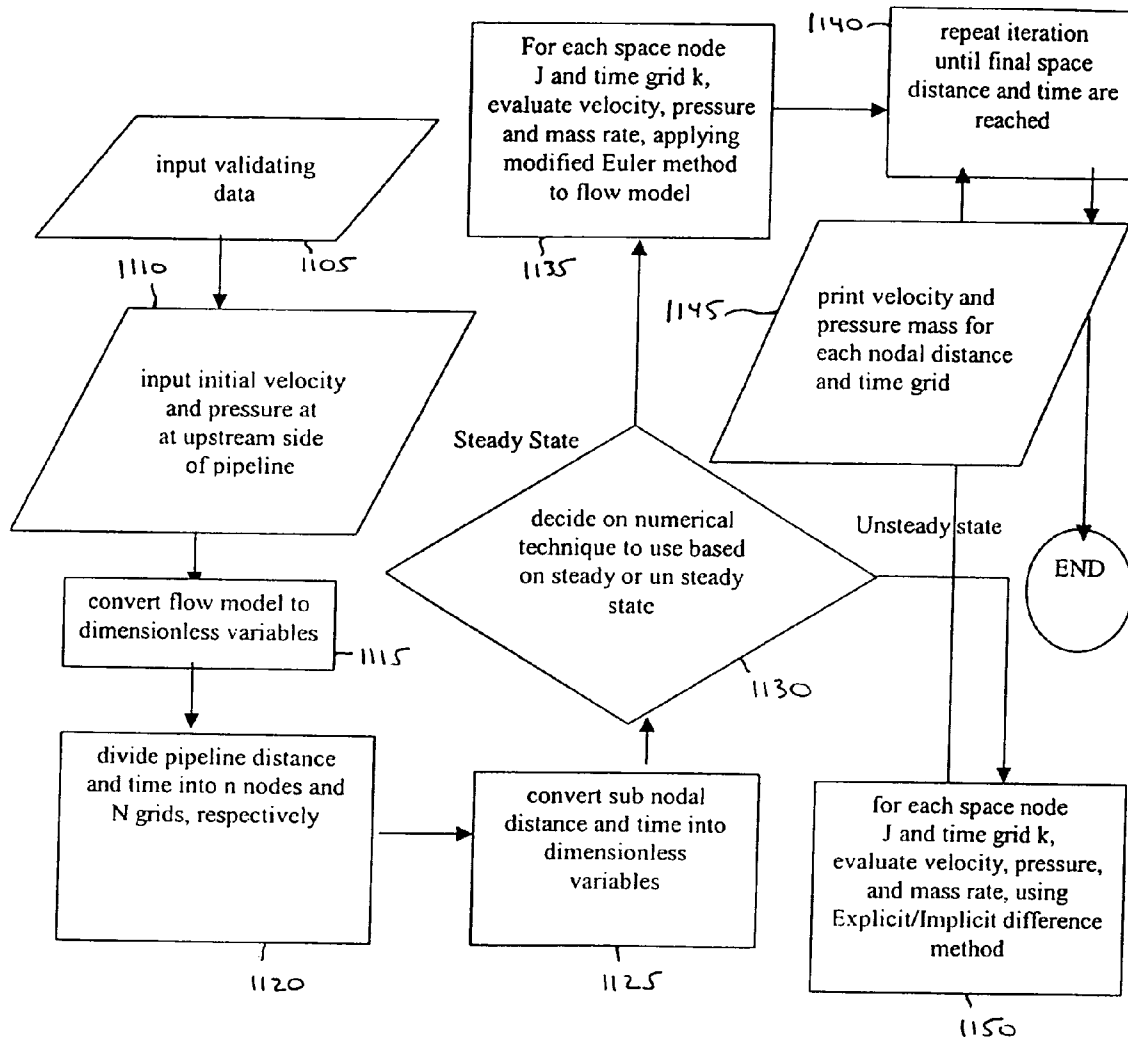 input validating
data
1105
1110
input initial velocity
and pressure at
at upstream side
of pipeline
convert flow model to
dimensionless variables
1115
divide pipeline distance
and time into n nodes and
N grids, respectively
1120
convert sub nodal
distance and time into
dimensionless
variables
1125
decide on numerical
technique to use based
on steady or un steady
state
1130
Steady State
For each space node
J and time grid k,
evaluate velocity, pressure
and mass rate, applying
modified Euler method
to flow model
1135
1140
repeat iteration
until final space
distance and time are
reached
1145
print velocity and
pressure mass for
each nodal distance
and time grid
Unsteady state
END
for each space node
J and time grid k,
evaluate velocity, pressure,
and mass rate, using
Explicit/Implicit difference
method
1150